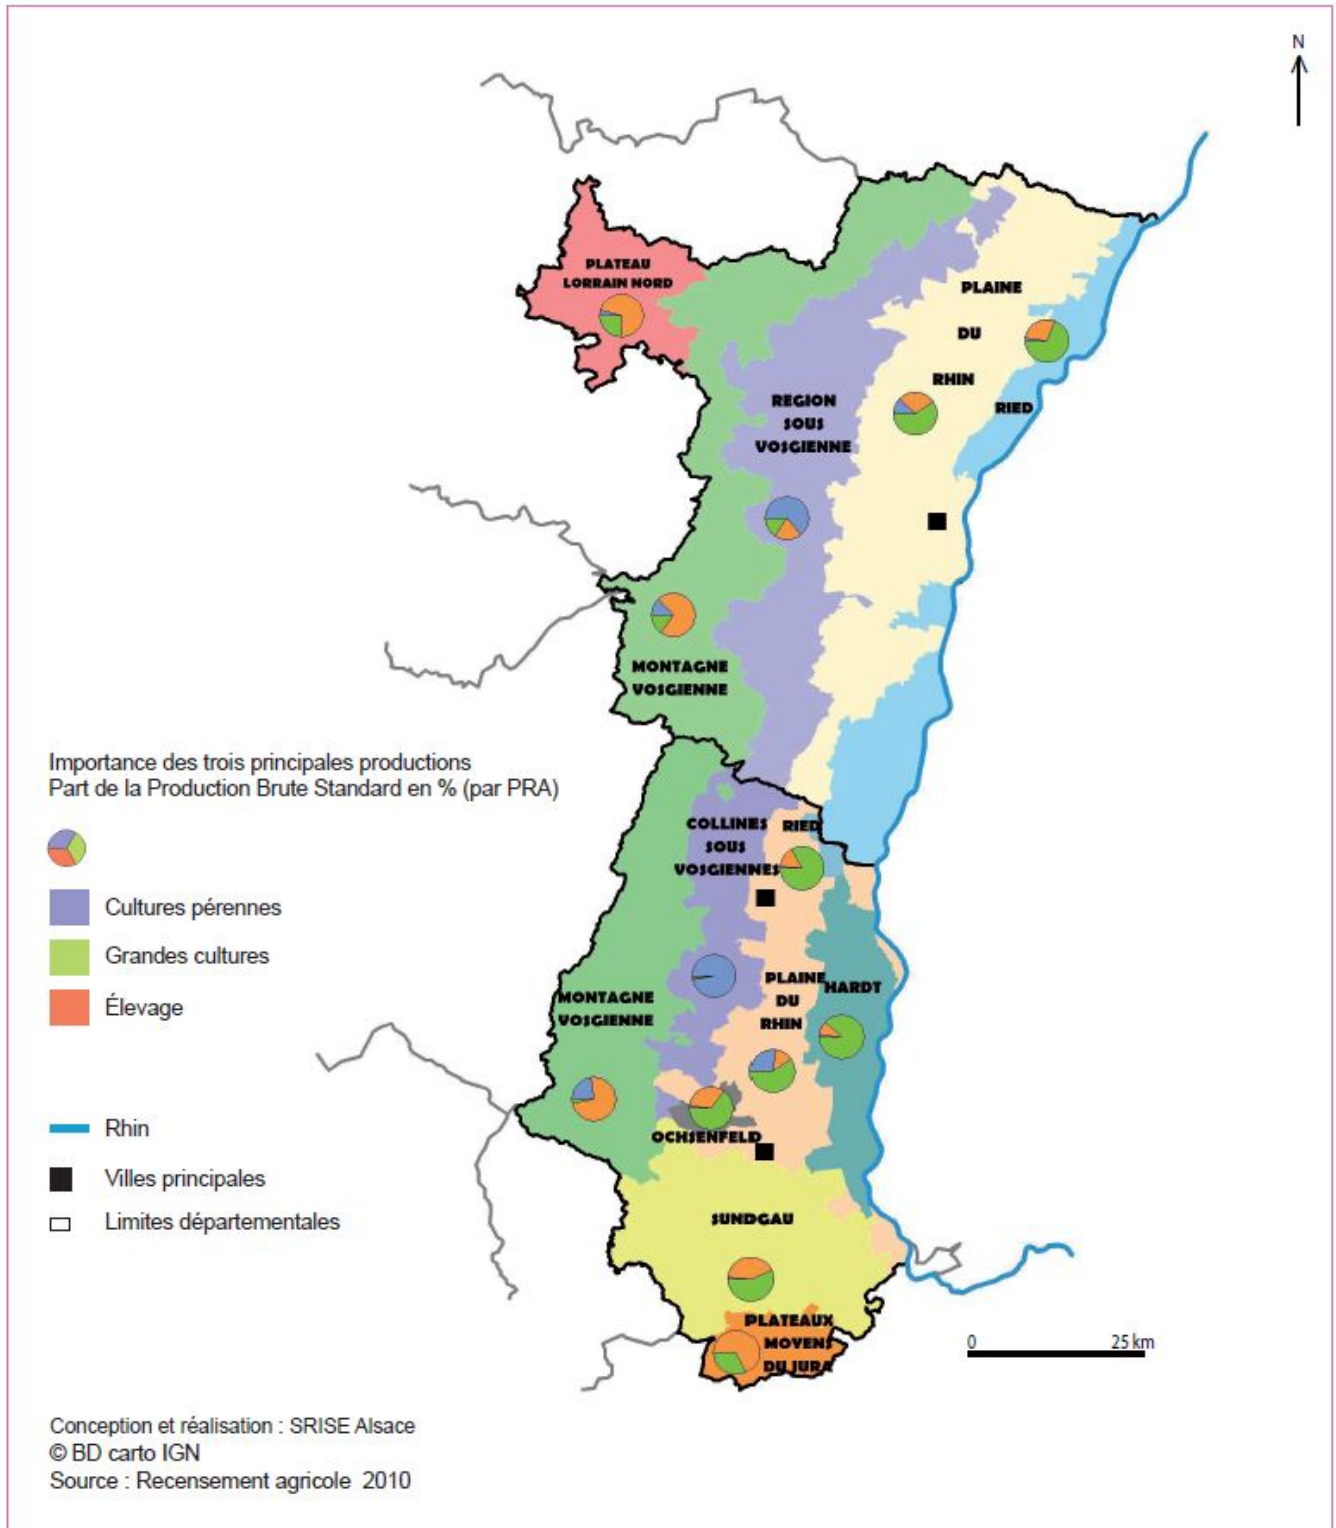 N
PLATEAU
LORRAIN NORD
PLAINE
DU
RHIN
RIED
REGION
SOUS
VOSGIENNE
MONTAGNE
VOSGIENNE
Importance des trois principales productions
Part de la Production Brute Standard en % (par PRA)
Cultures pérennes
Grandes cultures
Élevage
Rhin
Villes principales
Limites départementales
COLLINES
SOUS
VOSGIENNES
RIED
PLAINE
DU
RHIN
HARDT
MONTAGNE
VOSGIENNE
OCHSENFELD
SUNDGAU
PLATEAUX
MOYENS
DU JURA
0 25 km
Conception et réalisation : SRISE Alsace
© BD carto IGN
Source : Recensement agricole 2010